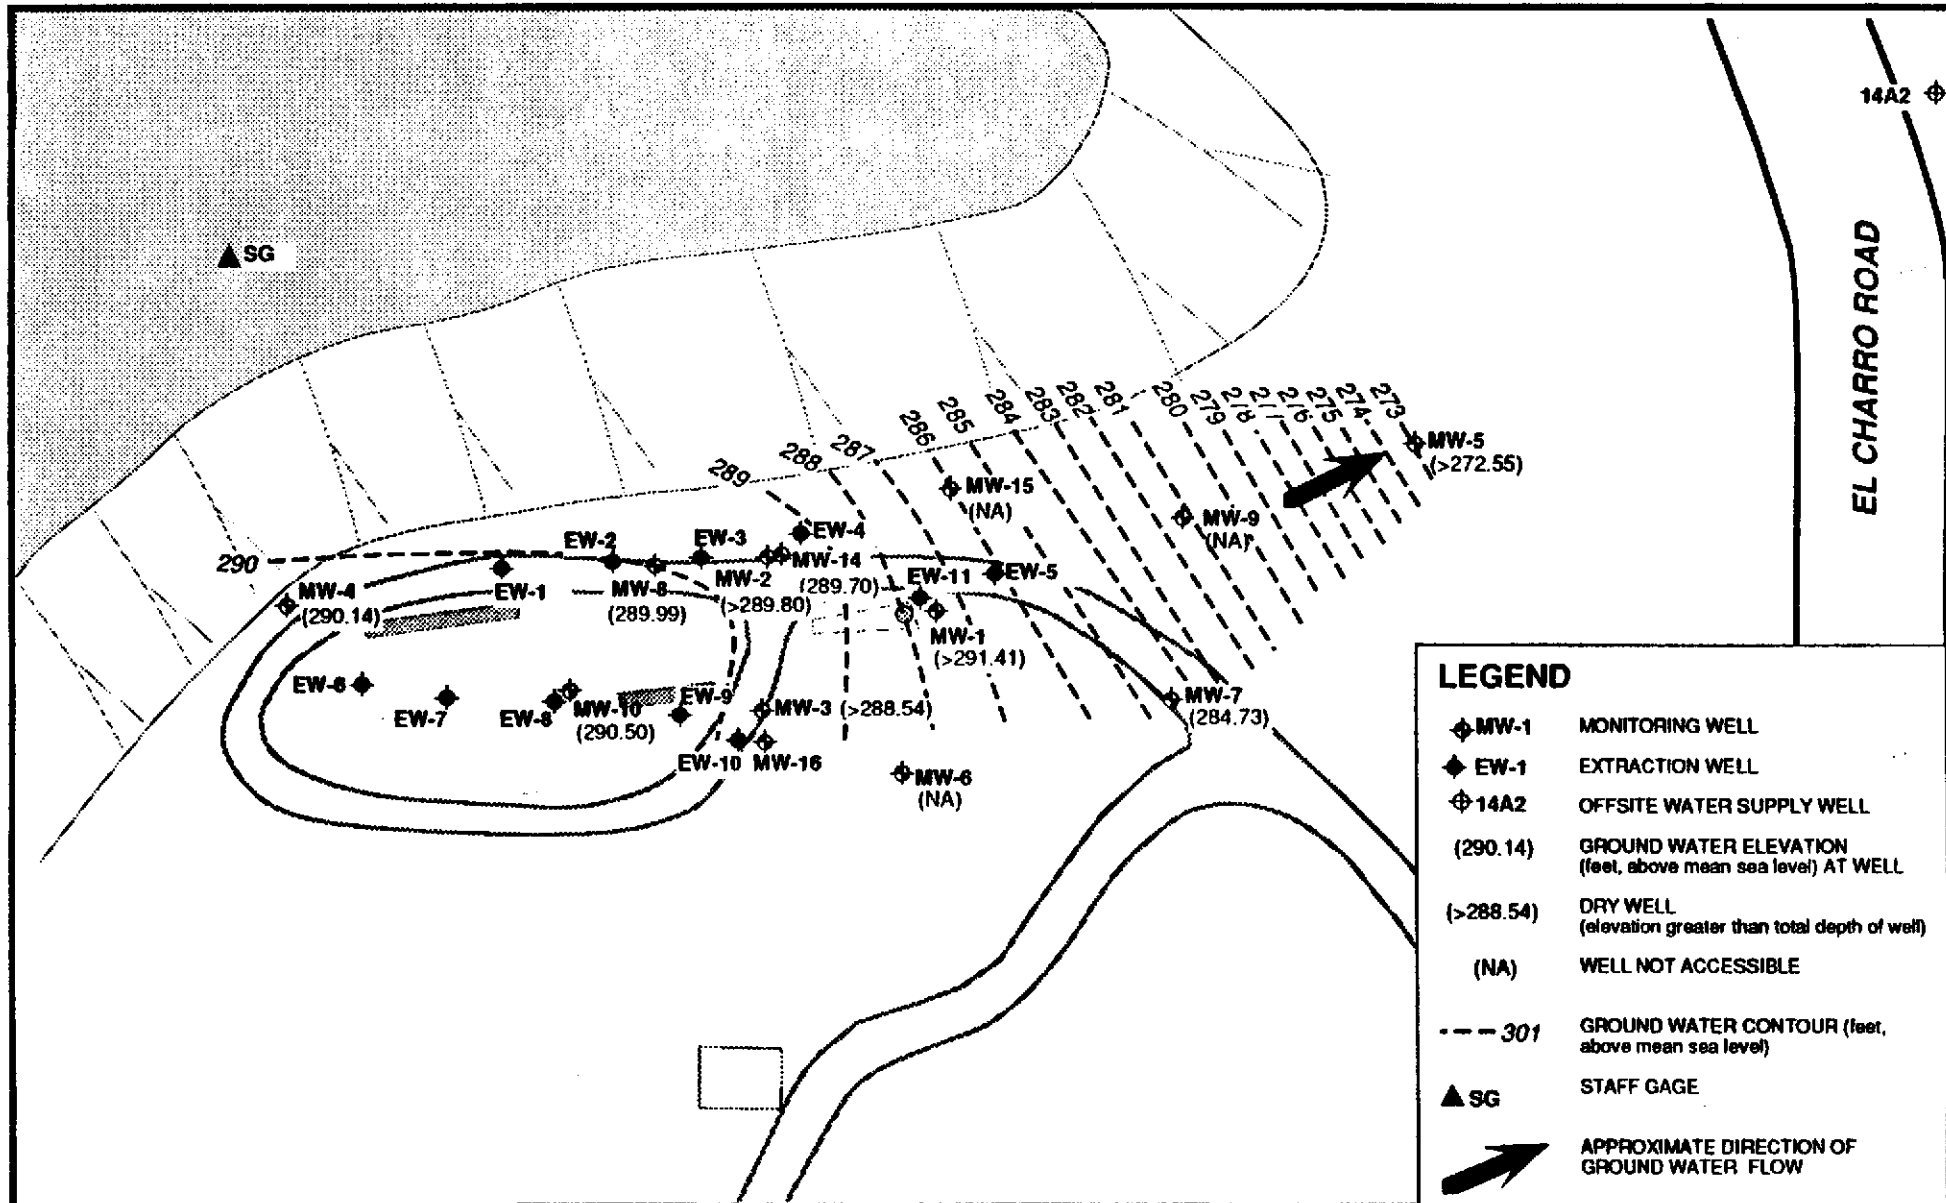 14A2
SG
EL CHARRO ROAD
273
274
275
276
277
278
279
280
281
282
283
284
285
286
287
288
289
290
MW-5
(>272.55)
MW-15
(NA)
MW-9
(NA)
EW-4
EW-3
EW-2
MW-14
(289.70)
MW-2
(>289.80)
EW-11
EW-5
MW-4
(290.14)
EW-1
MW-8
(289.99)
MW-1
(>291.41)
EW-6
EW-7
EW-8
MW-10
(290.50)
EW-9
MW-3 (>288.54)
MW-7
(284.73)
EW-10
MW-16
MW-6
(NA)
LEGEND
MW-1 MONITORING WELL
EW-1 EXTRACTION WELL
14A2 OFFSITE WATER SUPPLY WELL
(290.14) GROUND WATER ELEVATION
(feet, above mean sea level) AT WELL
(>288.54) DRY WELL
(elevation greater than total depth of well)
(NA) WELL NOT ACCESSIBLE
301 GROUND WATER CONTOUR (feet,
above mean sea level)
SG STAFF GAGE
APPROXIMATE DIRECTION OF
GROUND WATER FLOW